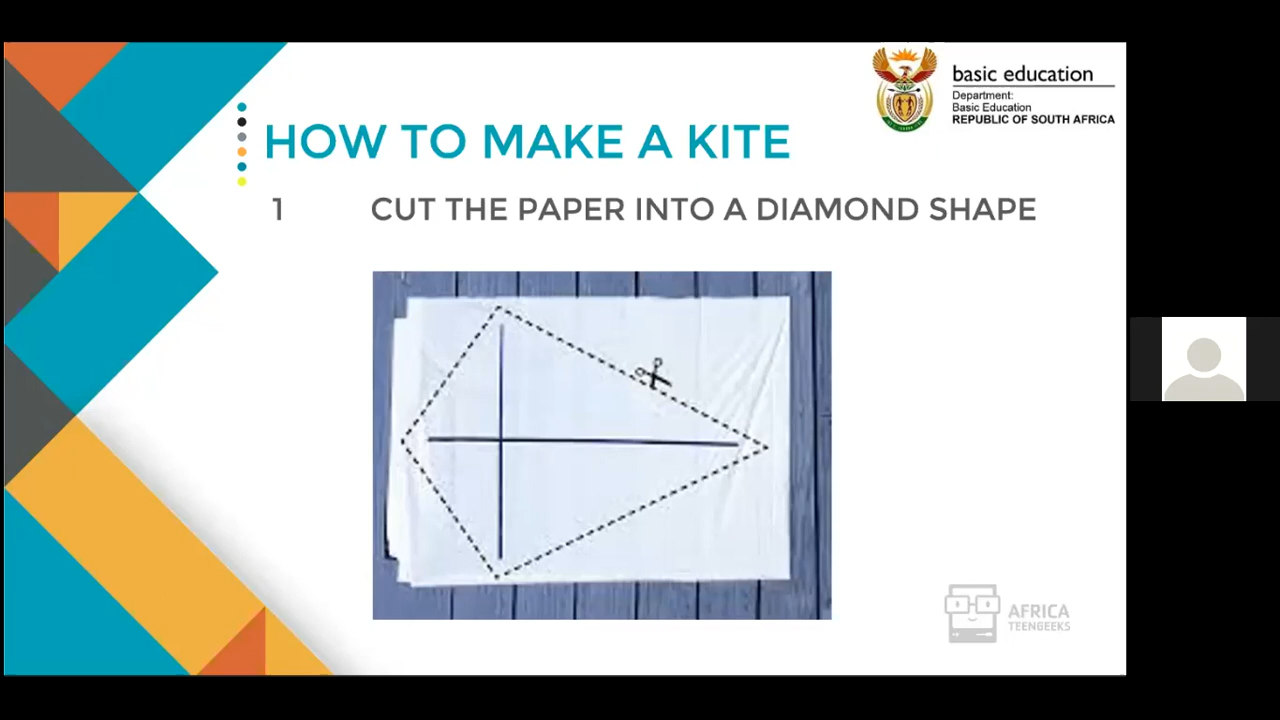 basic education
Department:
Basic Education
REPUBLIC OF SOUTH AFRICA
HOW TO MAKE A KITE
1 CUT THE PAPER INTO A DIAMOND SHAPE
AFRICA
TEENGEEKS